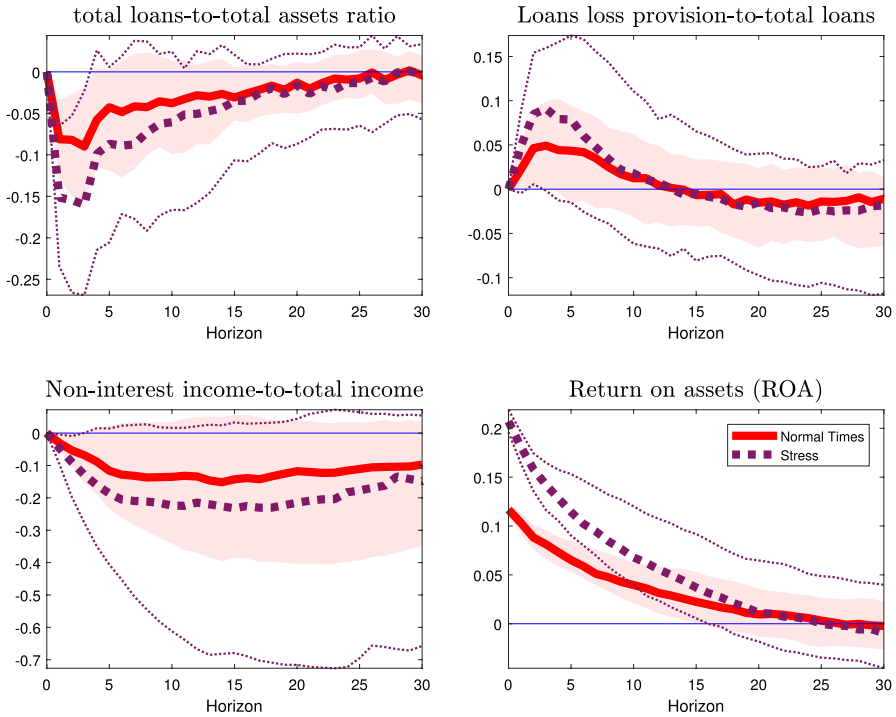 total loans-to-total assets ratio
0
-0.05
-0.1
-0.15
-0.2
-0.25
0 5 10 15 20 25 30
Horizon
Loans loss provision-to-total loans
0.15
0.1
0.05
0
-0.05
-0.1
0 5 10 15 20 25 30
Horizon
Non-interest income-to-total income
0
-0.1
-0.2
-0.3
-0.4
-0.5
-0.6
-0.7
0 5 10 15 20 25 30
Horizon
Return on assets (ROA)
0.2
0.15
0.1
0.05
0
0 5 10 15 20 25 30
Horizon
Normal Times
Stress